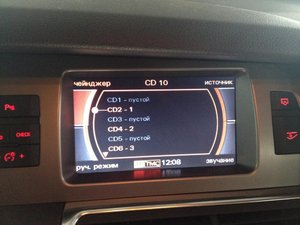 чейнджер CD 10 источник
CD1 - пустой
CD2 - 1
CD3 - пустой
CD4 - 2
CD5 - пустой
CD6 - 3
руч. режим TMC 12:08 звучание
CHECK